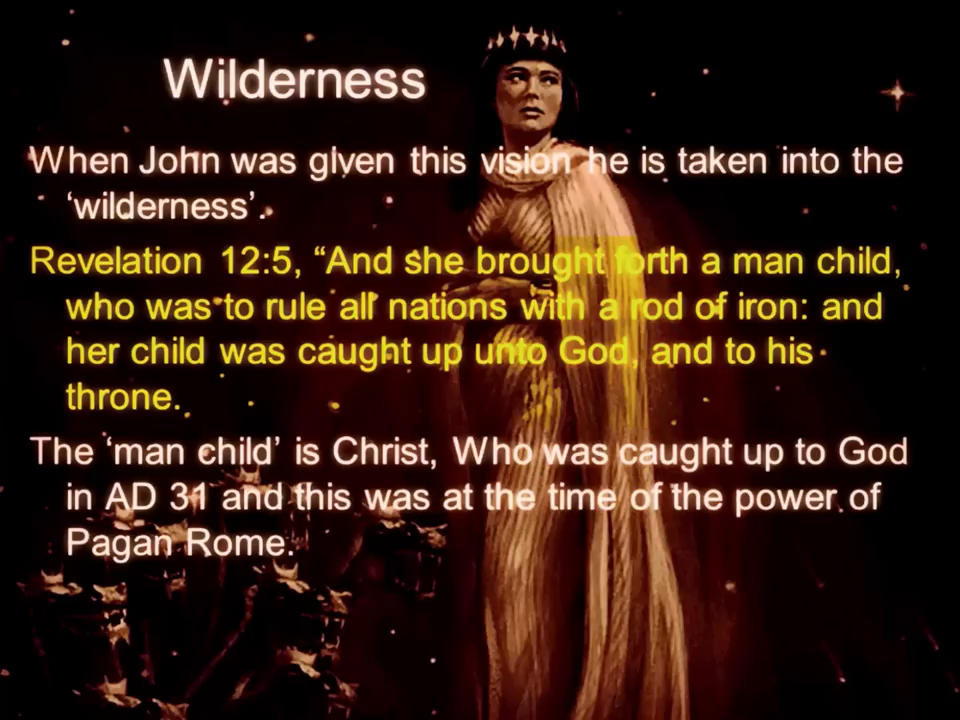 Wilderness
When John was given this vision he is taken into the
‘wilderness’.
Revelation 12:5, “And she brought forth a man child,
who was to rule all nations with a rod of iron: and
her child was caught up unto God, and to his
throne.
The ‘man child’ is Christ, Who was caught up to God
in AD 31 and this was at the time of the power of
Pagan Rome.